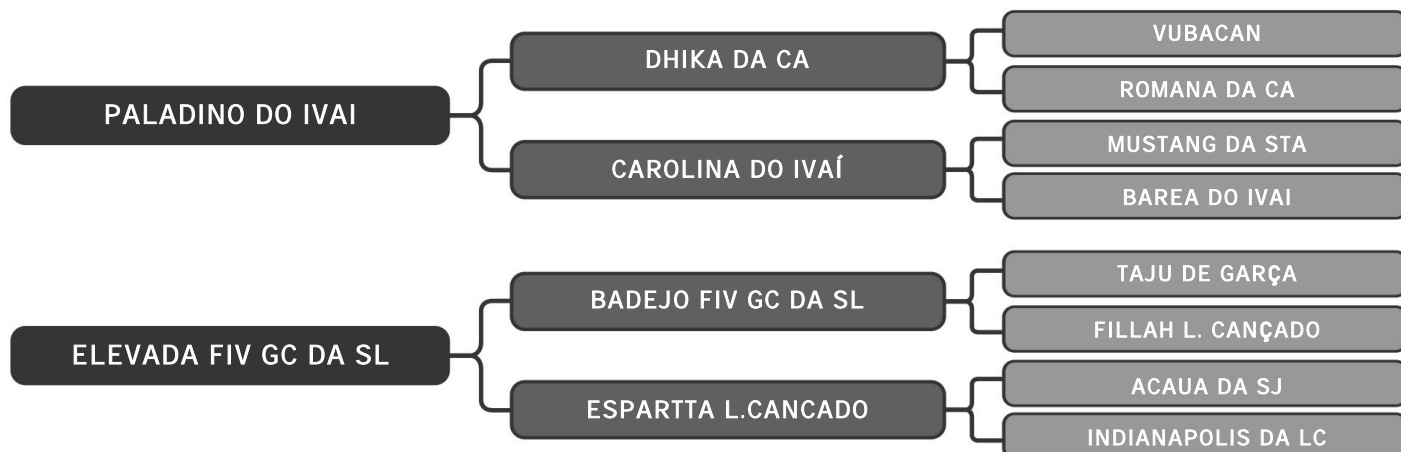 PALADINO DO IVAI
DHIKA DA CA
VUBACAN
ROMANA DA CA
CAROLINA DO IVAÍ
MUSTANG DA STA
BAREA DO IVAI
ELEVADA FIV GC DA SL
BADEJO FIV GC DA SL
TAJU DE GARÇA
FILLAH L. CANÇADO
ESPARTTA L.CANCADO
ACAUA DA SJ
INDIANAPOLIS DA LC